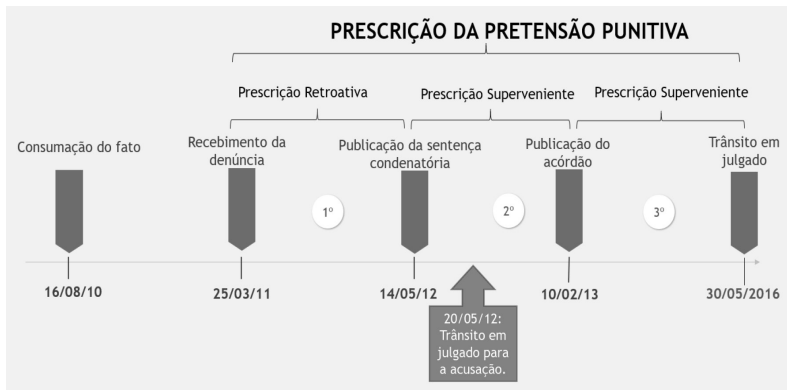 PRESCRIÇÃO DA PRETENSÃO PUNITIVA
Prescrição Retroativa
Prescrição Superveniente
Prescrição Superveniente
Consumação do fato
Recebimento da
denúncia
Publicação da sentença
condenatória
Publicação do
acórdão
Trânsito em
julgado
1º
2º
3º
16/08/10
25/03/11
14/05/12
10/02/13
30/05/2016
20/05/12:
Trânsito em
julgado para
a acusação.